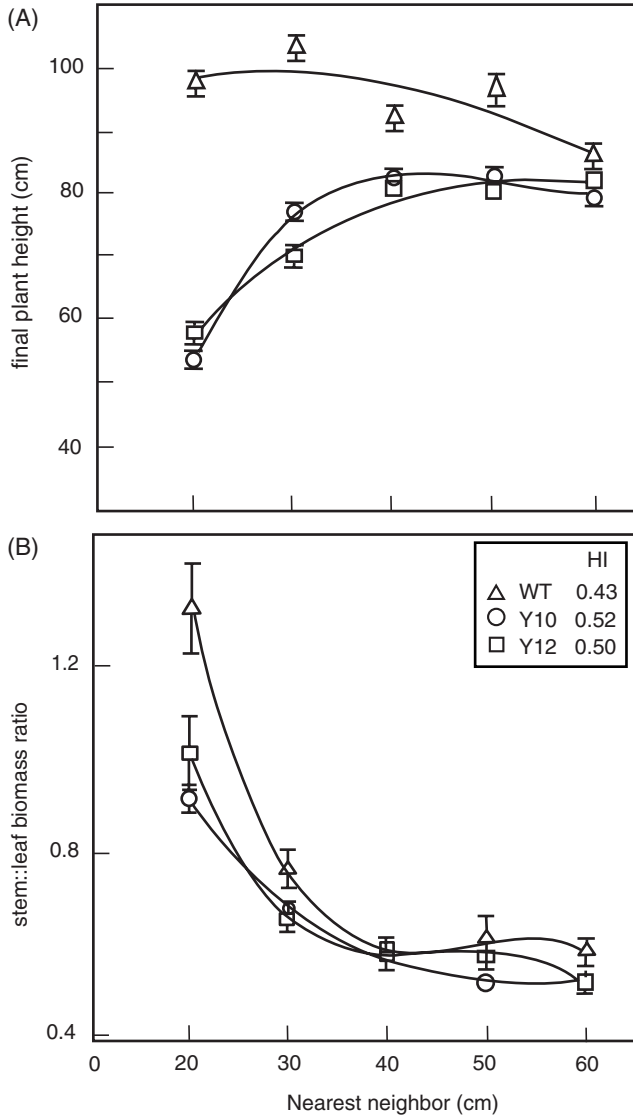 (A)
100
80
60
40
final plant height (cm)
(B)
HI
WT 0.43
Y10 0.52
Y12 0.50
1.2
0.8
0.4
stem::leaf biomass ratio
0 20 30 40 50 60
Nearest neighbor (cm)